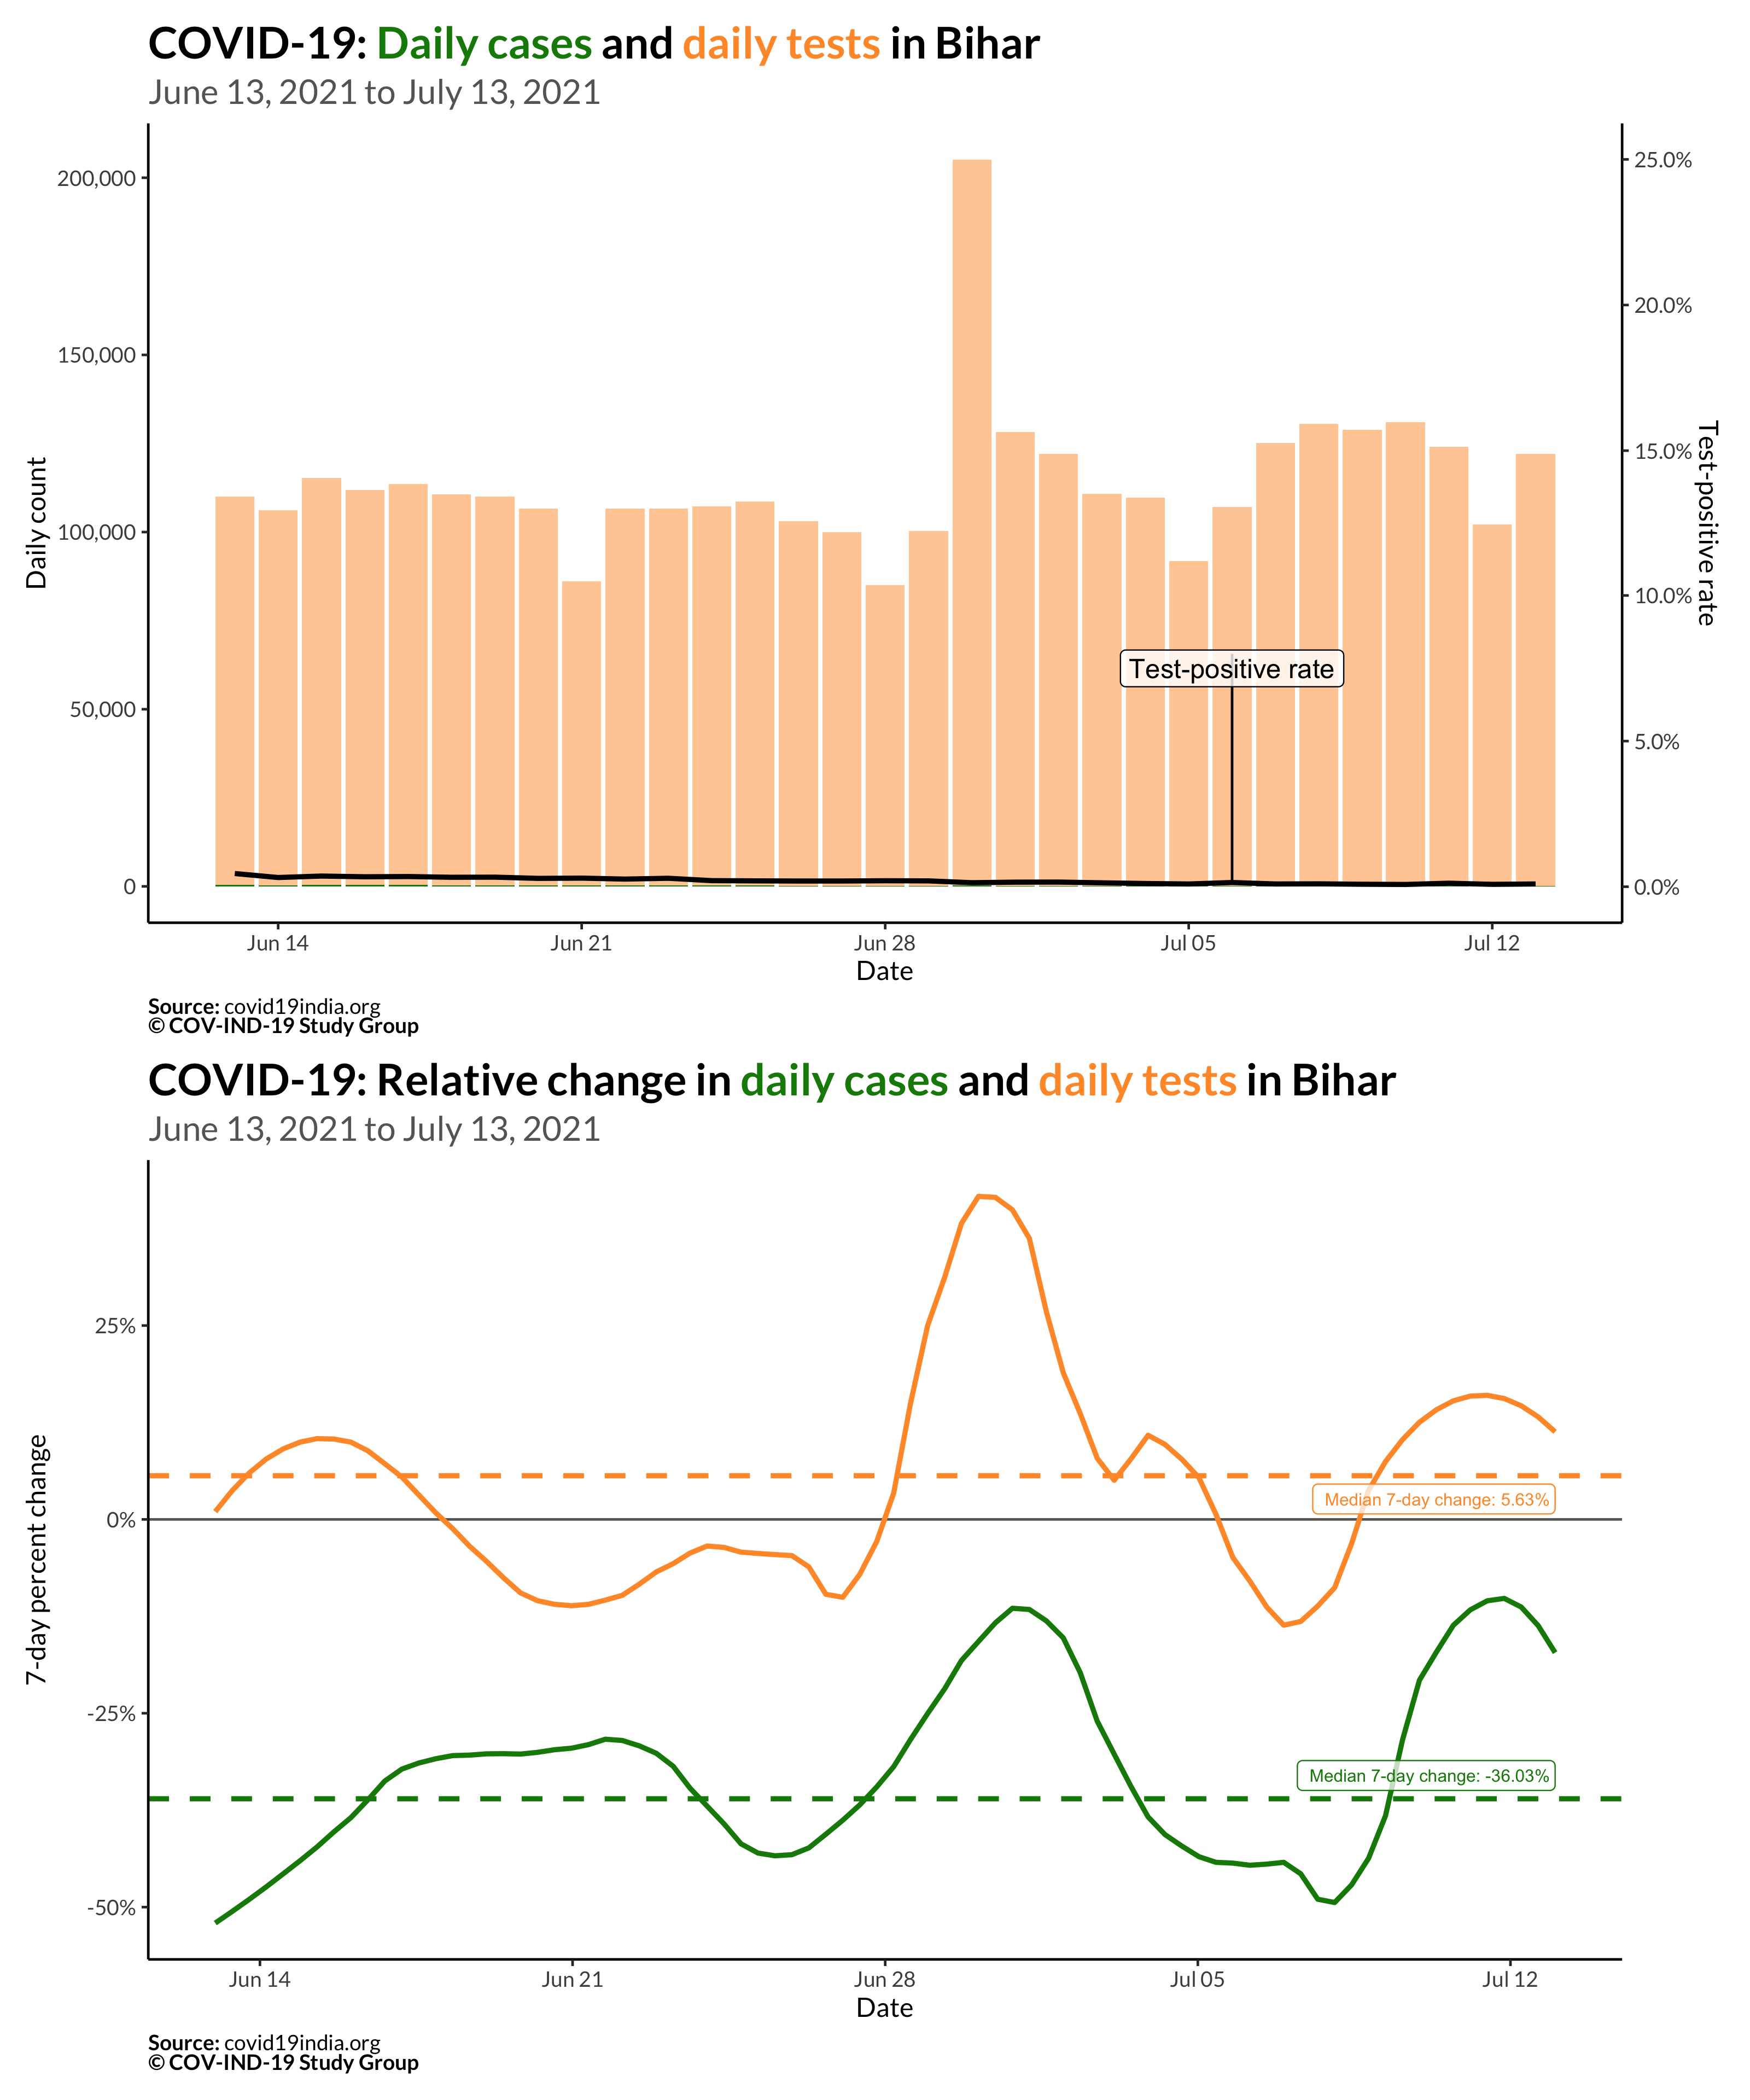 COVID-19: Daily cases and daily tests in Bihar
June 13, 2021 to July 13, 2021
200,000
150,000
100,000
50,000
0
Daily count
25.0%
20.0%
15.0%
10.0%
5.0%
0.0%
Test-positive rate
Test-positive rate
Jun 14
Jun 21
Jun 28
Jul 05
Jul 12
Date
Source: covid19india.org
© COV-IND-19 Study Group
COVID-19: Relative change in daily cases and daily tests in Bihar
June 13, 2021 to July 13, 2021
25%
0%
-25%
-50%
7-day percent change
Median 7-day change: 5.63%
Median 7-day change: -36.03%
Jun 14
Jun 21
Jun 28
Jul 05
Jul 12
Date
Source: covid19india.org
© COV-IND-19 Study Group